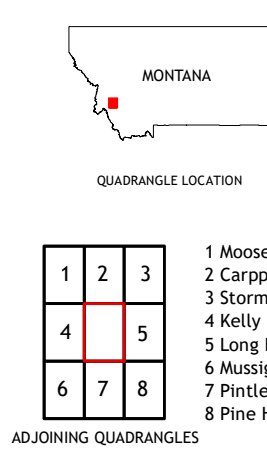 MONTANA
QUADRANGLE LOCATION
1 2 3
4 5
6 7 8
ADJOINING QUADRANGLES
1 Moose
2 Carpp
3 Storm
4 Kelly
5 Long
6 Mussig
7 Pintle
8 Pine